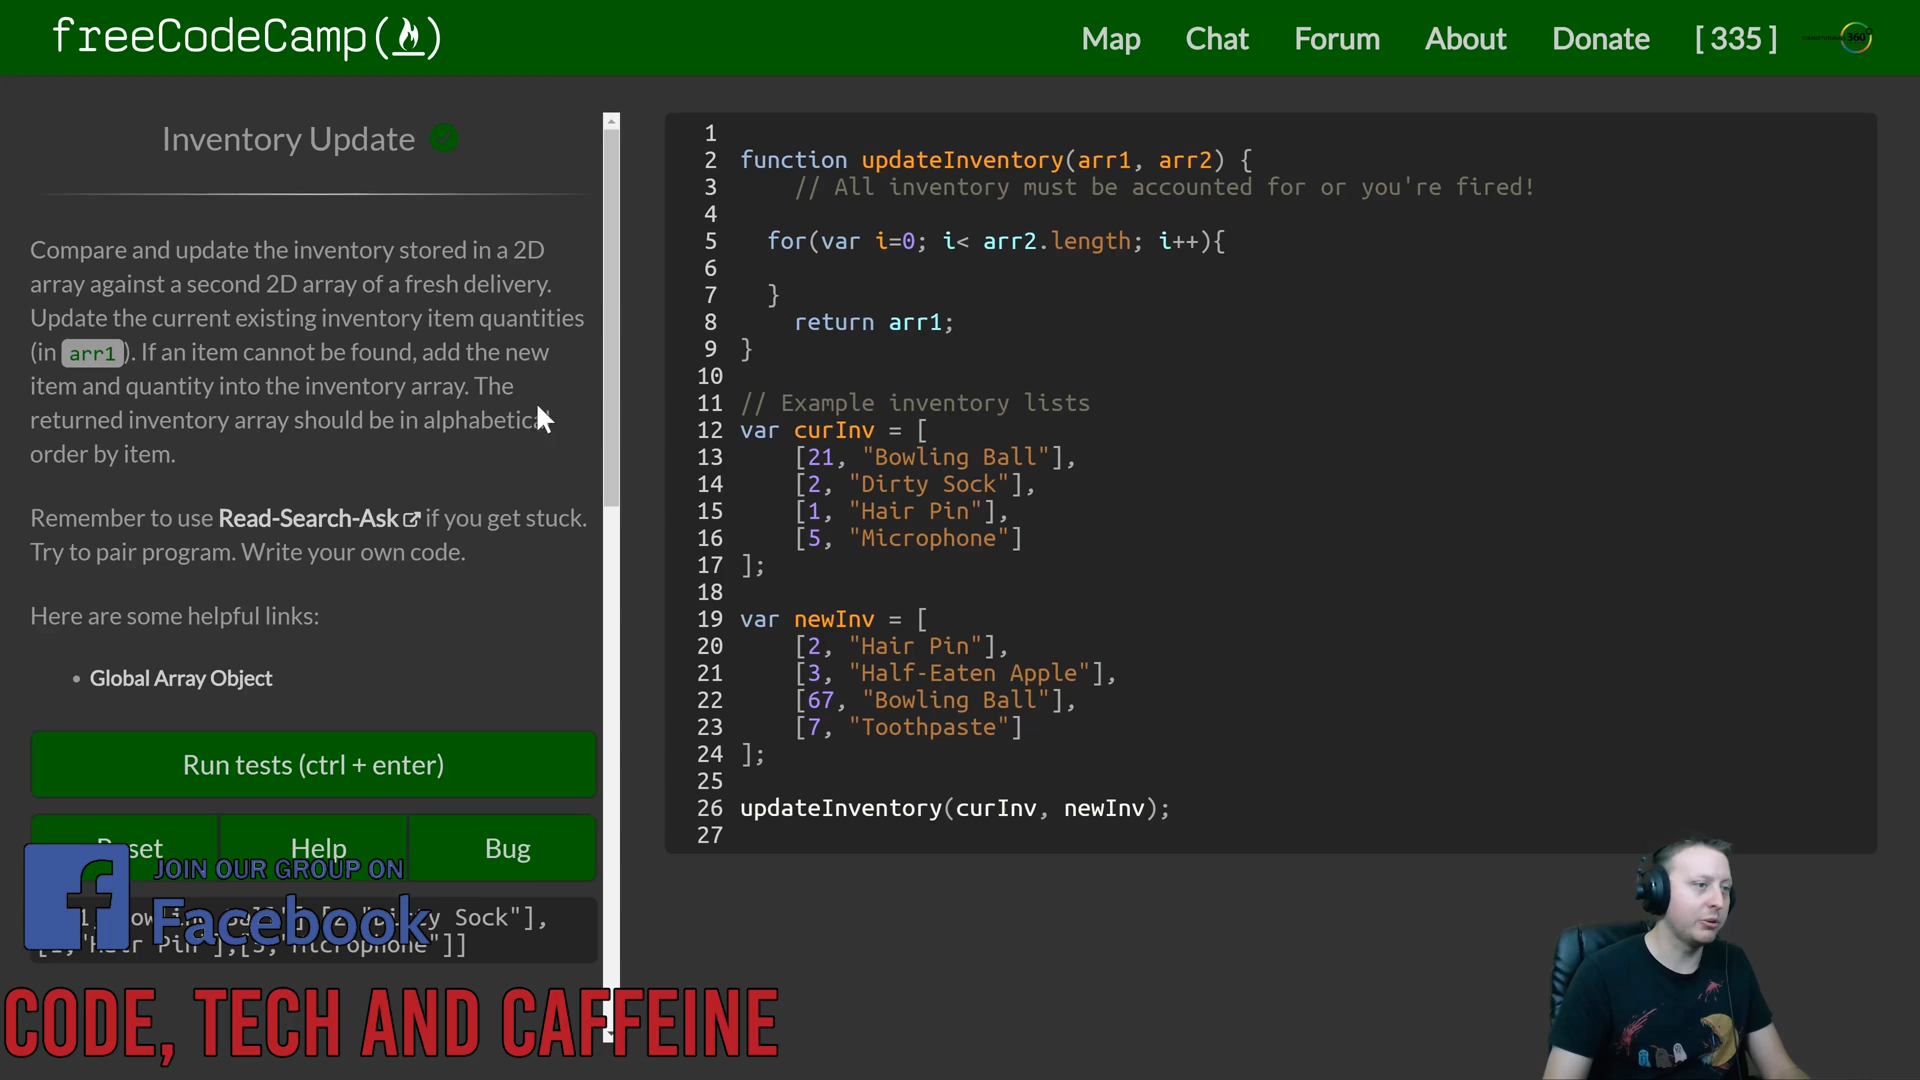 freeCodeCamp
Map Chat Forum About Donate [ 335 ]
360°
Inventory Update
Compare and update the inventory stored in a 2D
array against a second 2D array of a fresh delivery.
Update the current existing inventory item quantities
(in arr1 ). If an item cannot be found, add the new
item and quantity into the inventory array. The
returned inventory array should be in alphabetical
order by item.
Remember to use Read-Search-Ask if you get stuck.
Try to pair program. Write your own code.
Here are some helpful links:
• Global Array Object
Run tests (ctrl + enter)
Reset Help Bug
JOIN OUR GROUP ON
Facebook
Dirty Sock"],
CODE, TECH AND CAFFEINE
1
2 function updateInventory(arr1, arr2) {
3 // All inventory must be accounted for or you're fired!
4
5 for(var i=0; i< arr2.length; i++){
6
7 }
8 return arr1;
9 }
10
11 // Example inventory lists
12 var curInv = [
13 [21, "Bowling Ball"],
14 [2, "Dirty Sock"],
15 [1, "Hair Pin"],
16 [5, "Microphone"]
17 ];
18
19 var newInv = [
20 [2, "Hair Pin"],
21 [3, "Half-Eaten Apple"],
22 [67, "Bowling Ball"],
23 [7, "Toothpaste"]
24 ];
25
26 updateInventory(curInv, newInv);
27